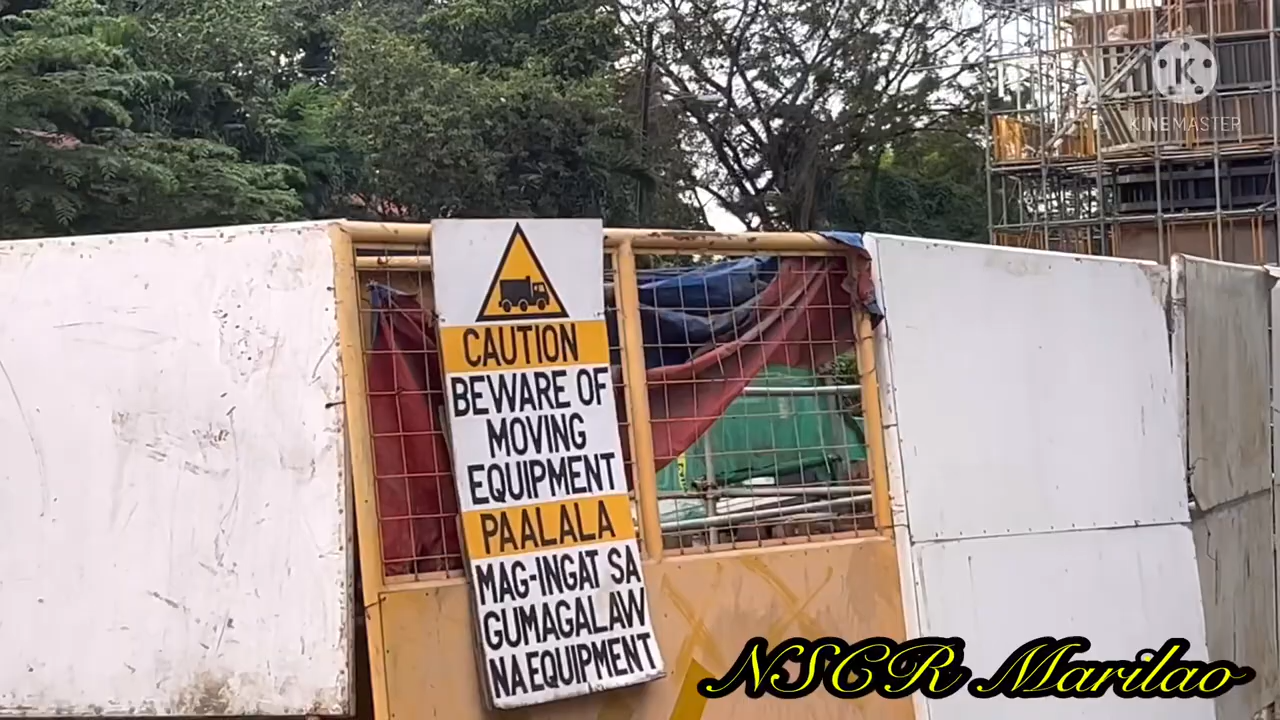 K
KINEMASTER
CAUTION
BEWARE OF
MOVING
EQUIPMENT
PAALALA
MAG-INGAT SA
GUMAGALAW
NA EQUIPMENT
NSCR Marilao